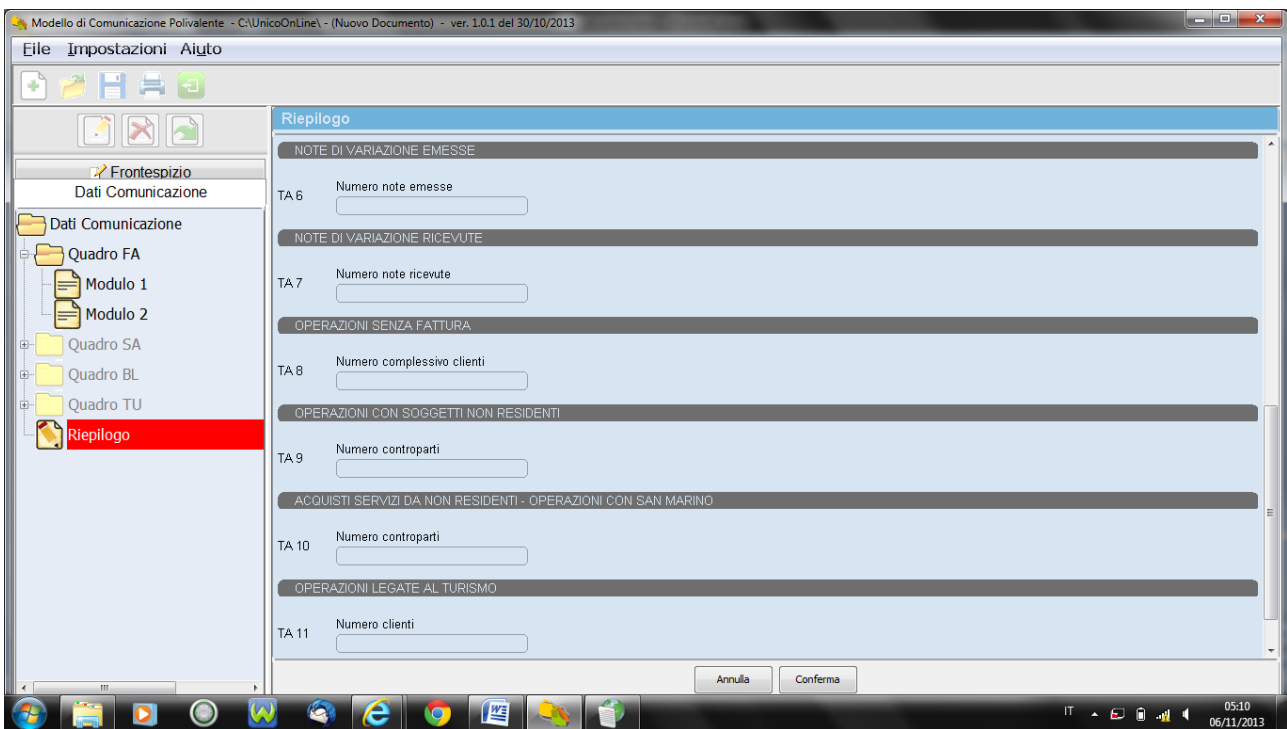 Modello di Comunicazione Polivalente - C:\UnicoOnLine\ - (Nuovo Documento) - ver. 1.0.1 del 30/10/2013
File Impostazioni Aiuto
Frontespizio
Dati Comunicazione
Dati Comunicazione
Quadro FA
Modulo 1
Modulo 2
Quadro SA
Quadro BL
Quadro TU
Riepilogo
Riepilogo
NOTE DI VARIAZIONE EMESSE
TA 6 Numero note emesse
NOTE DI VARIAZIONE RICEVUTE
TA 7 Numero note ricevute
OPERAZIONI SENZA FATTURA
TA 8 Numero complessivo clienti
OPERAZIONI CON SOGGETTI NON RESIDENTI
TA 9 Numero controparti
ACQUISTI SERVIZI DA NON RESIDENTI - OPERAZIONI CON SAN MARINO
TA 10 Numero controparti
OPERAZIONI LEGATE AL TURISMO
TA 11 Numero clienti
Annulla Conferma
IT 05:10
06/11/2013